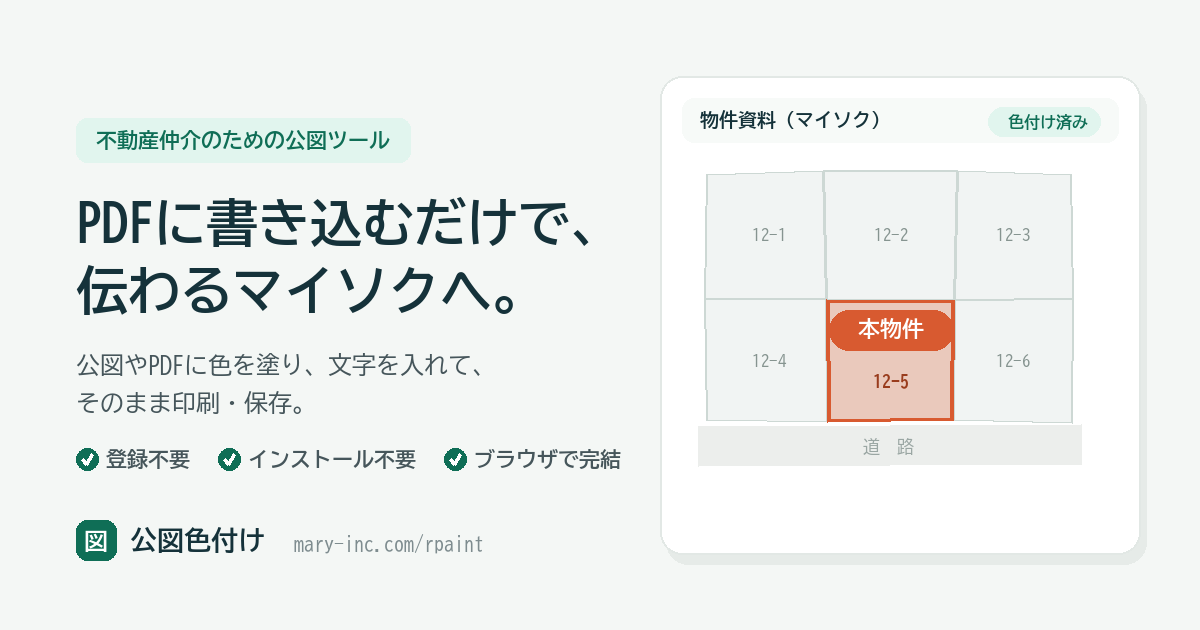 不動産仲介のための公図ツール
PDFに書き込むだけで、
伝わるマイソクへ。
公図やPDFに色を塗り、文字を入れて、
そのまま印刷・保存。
登録不要
インストール不要
ブラウザで完結
図
公図色付け
mary-inc.com/rpaint
物件資料（マイソク）
色付け済み
12-1
12-2
12-3
12-4
本物件
12-5
12-6
道 路